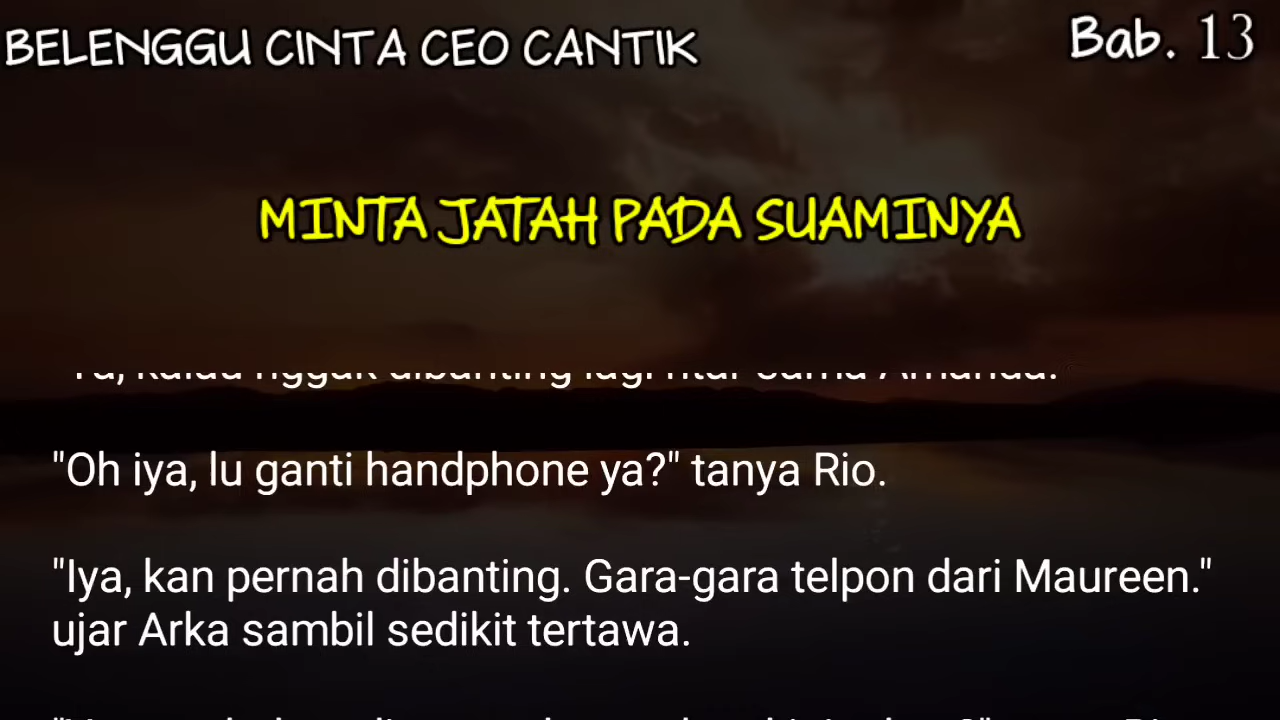 BELENGGU CINTA CEO CANTIK
Bab. 13
MINTA JATAH PADA SUAMINYA
"Oh iya, lu ganti handphone ya?" tanya Rio.
"Iya, kan pernah dibanting. Gara-gara telpon dari Maureen."
ujar Arka sambil sedikit tertawa.